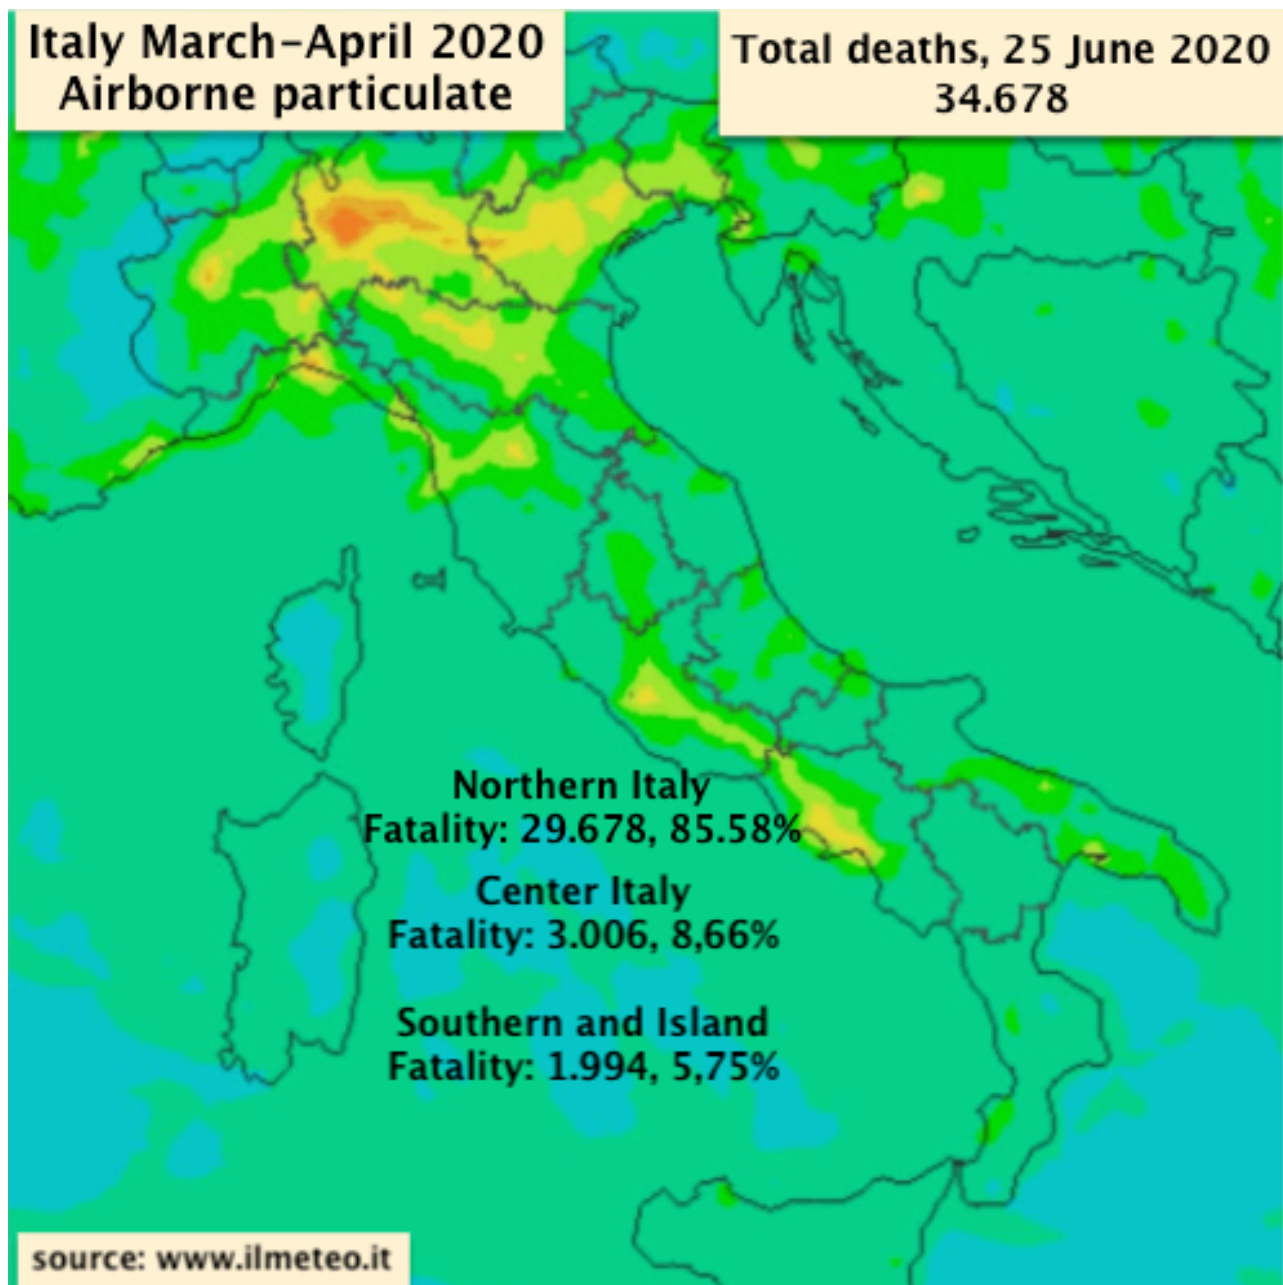 Italy March-April 2020
Airborne particulate
Total deaths, 25 June 2020
34.678
Northern Italy
Fatality: 29.678, 85.58%
Center Italy
Fatality: 3.006, 8,66%
Southern and Island
Fatality: 1.994, 5,75%
source: www.ilmeteo.it